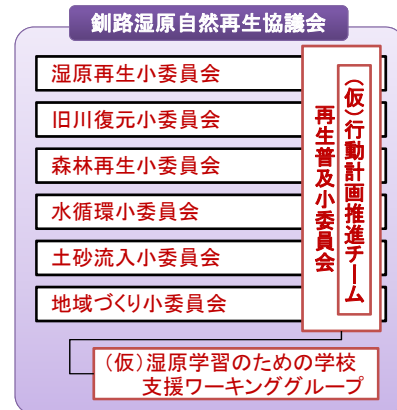 釧路湿原自然再生協議会
湿原再生小委員会
旧川復元小委員会
森林再生小委員会
水循環小委員会
土砂流入小委員会
地域づくり小委員会
再生普及小委員会
（仮）行動計画推進チーム
（仮）湿原学習のための学校
支援ワーキンググループ